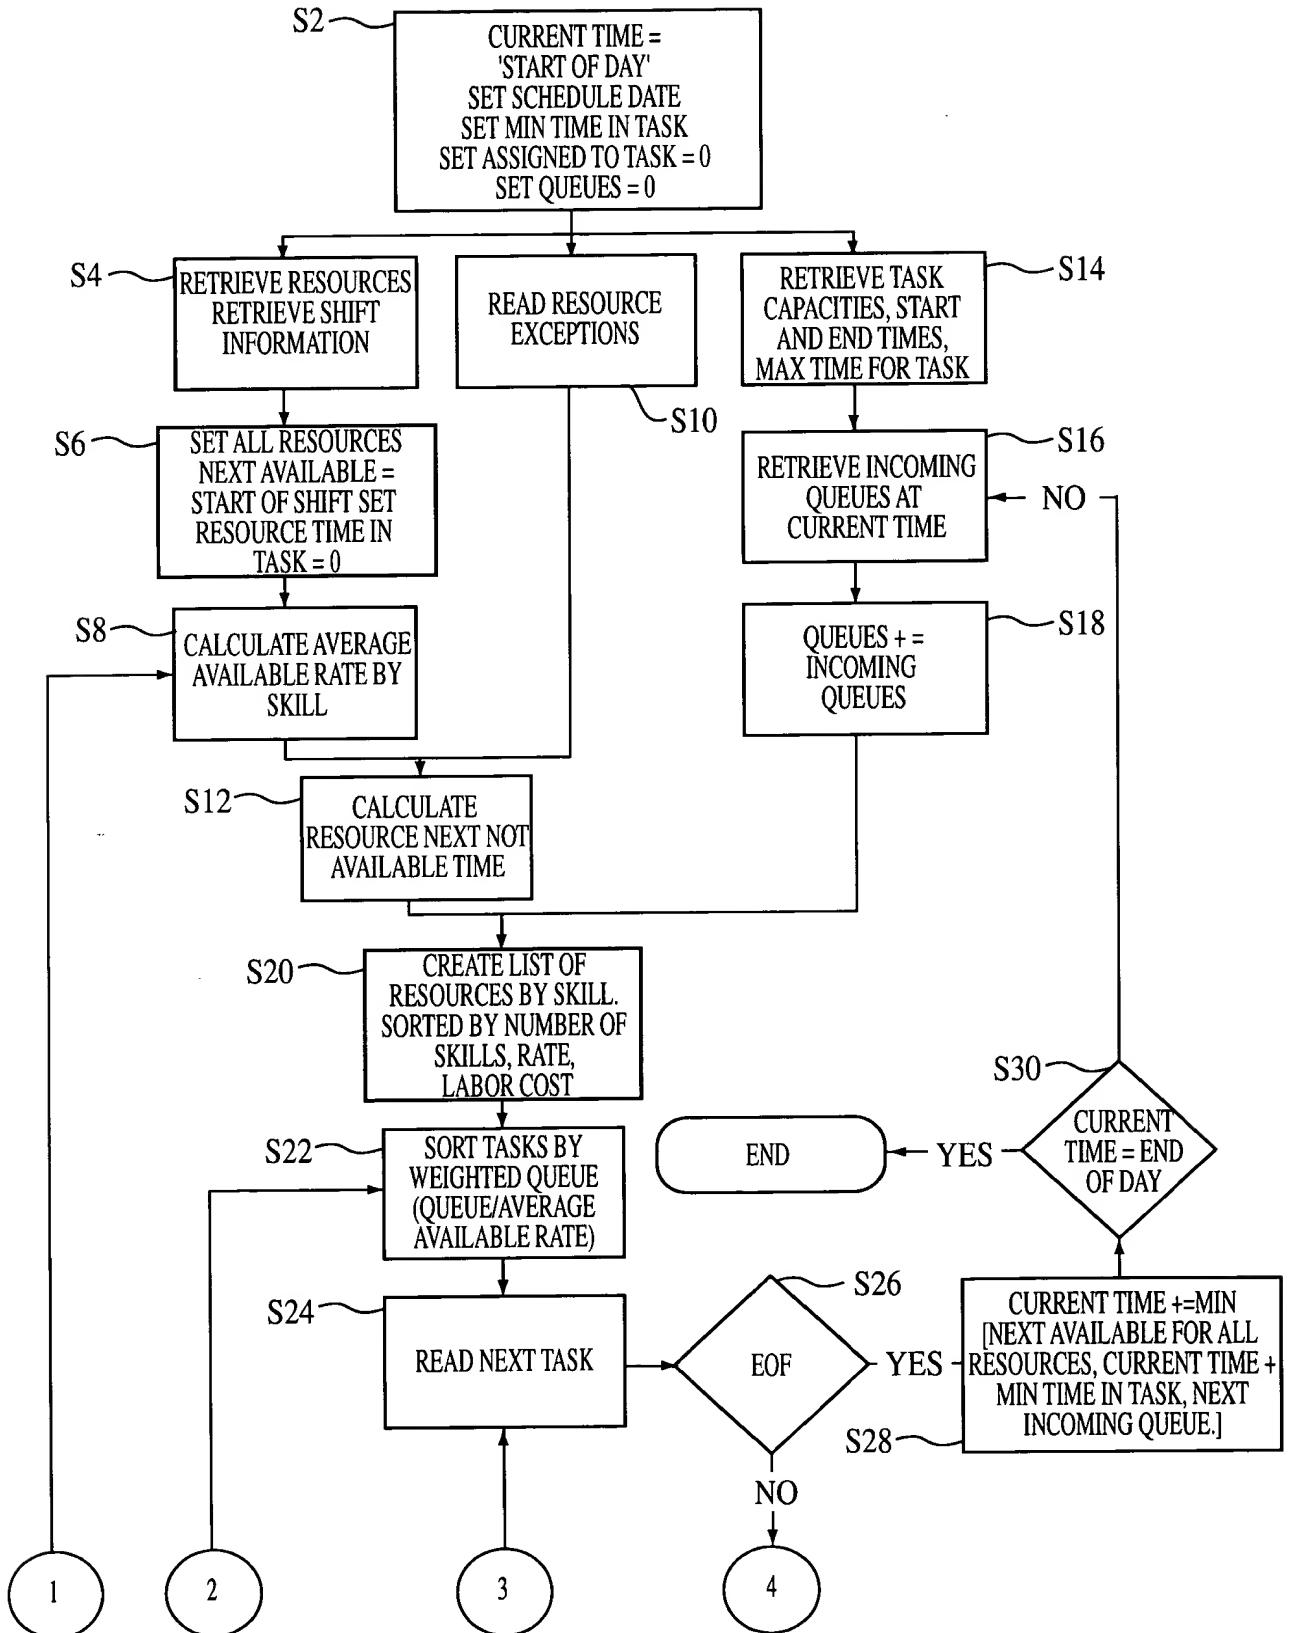 S2
CURRENT TIME =
'START OF DAY'
SET SCHEDULE DATE
SET MIN TIME IN TASK
SET ASSIGNED TO TASK = 0
SET QUEUES = 0
S4
RETRIEVE RESOURCES
RETRIEVE SHIFT
INFORMATION
READ RESOURCE
EXCEPTIONS
S10
S14
RETRIEVE TASK
CAPACITIES, START
AND END TIMES,
MAX TIME FOR TASK
S6
SET ALL RESOURCES
NEXT AVAILABLE =
START OF SHIFT SET
RESOURCE TIME IN
TASK = 0
S16
RETRIEVE INCOMING
QUEUES AT
CURRENT TIME
NO
S8
CALCULATE AVERAGE
AVAILABLE RATE BY
SKILL
S18
QUEUES + =
INCOMING
QUEUES
S12
CALCULATE
RESOURCE NEXT NOT
AVAILABLE TIME
S20
CREATE LIST OF
RESOURCES BY SKILL.
SORTED BY NUMBER OF
SKILLS, RATE,
LABOR COST
S30
CURRENT
TIME = END
OF DAY
YES
END
S22
SORT TASKS BY
WEIGHTED QUEUE
(QUEUE/AVERAGE
AVAILABLE RATE)
S24
READ NEXT TASK
S26
EOF
YES
CURRENT TIME +=MIN
[NEXT AVAILABLE FOR ALL
RESOURCES, CURRENT TIME +
MIN TIME IN TASK, NEXT
INCOMING QUEUE.]
S28
NO
1
2
3
4